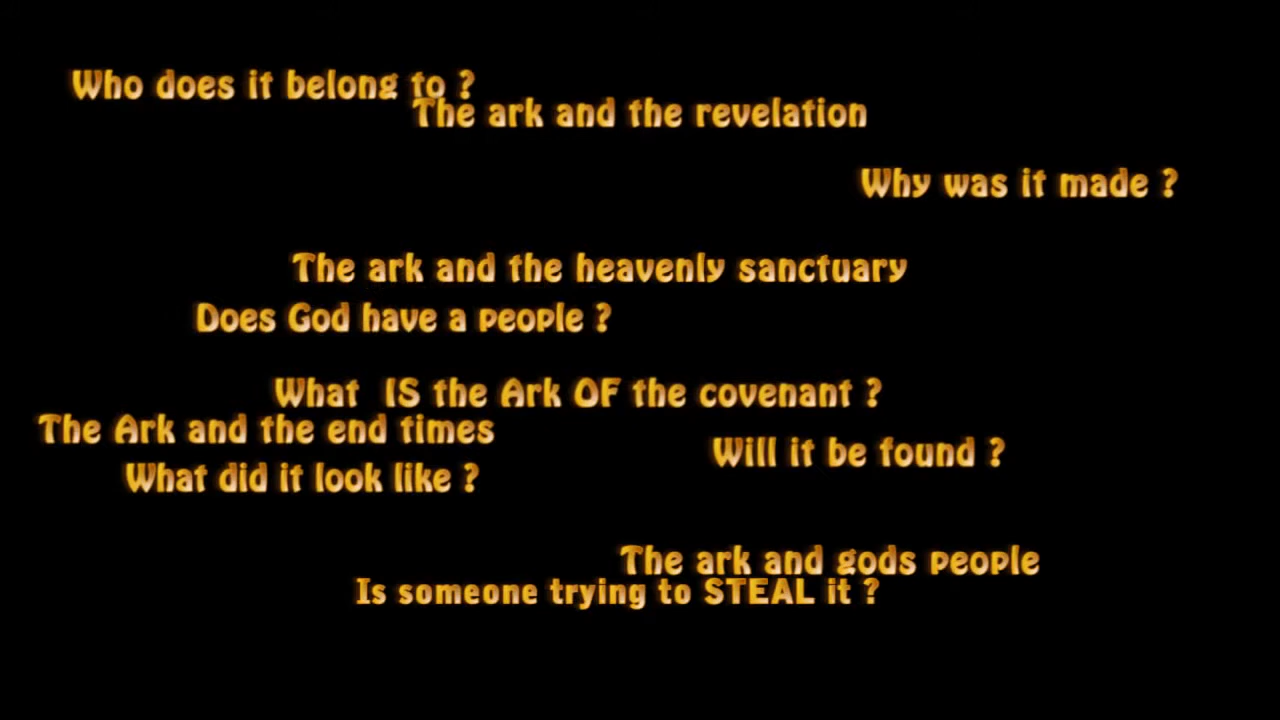 Who does it belong to ?
The ark and the revelation
Why was it made ?
The ark and the heavenly sanctuary
Does God have a people ?
What IS the Ark OF the covenant ?
The Ark and the end times
Will it be found ?
What did it look like ?
The ark and gods people
Is someone trying to STEAL it ?